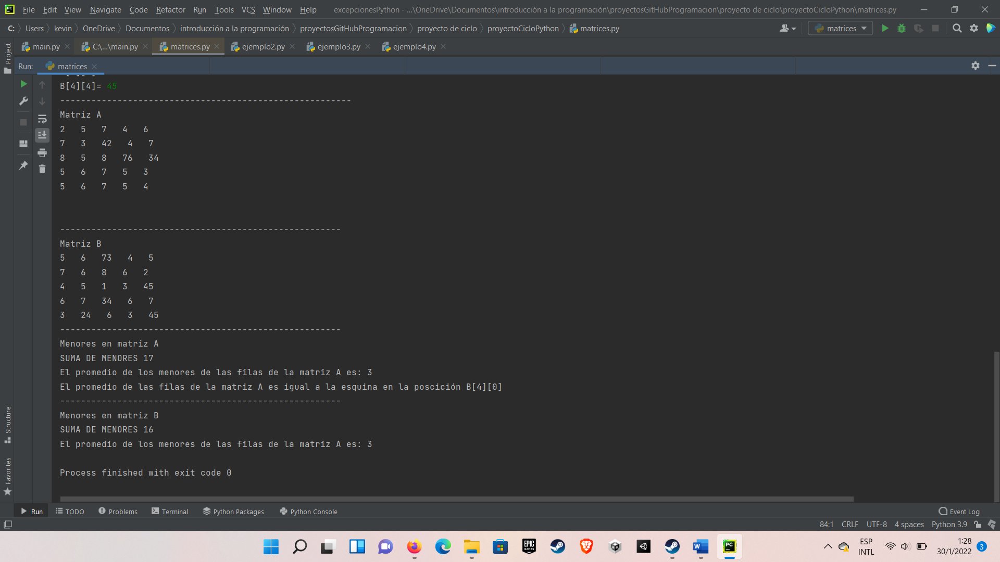 File Edit View Navigate Code Refactor Run Tools VCS Window Help excepcionesPython - ...\OneDrive\Documentos\introducción a la programación\proyectosGitHubProgramacion\proyecto de ciclo\proyectoCicloPython\matrices.py
C: Users kevin OneDrive Documentos introducción a la programación proyectosGitHubProgramacion proyecto de ciclo proyectoCicloPython matrices.py matrices
main.py C:\...\main.py matrices.py ejemplo2.py ejemplo3.py ejemplo4.py
Project
Run: matrices
B[4][4]= 45
--------------------------------------------------------
Matriz A
2 5 7 4 6
7 3 42 4 7
8 5 8 76 34
5 6 7 5 3
5 6 7 5 4
------------------------------------------------------
Matriz B
5 6 73 4 5
7 6 8 6 2
4 5 1 3 45
6 7 34 6 7
3 24 6 3 45
------------------------------------------------------
Menores en matriz A
SUMA DE MENORES 17
El promedio de los menores de las filas de la matriz A es: 3
El promedio de las filas de la matriz A es igual a la esquina en la poscición B[4][0]
------------------------------------------------------
Menores en matriz B
SUMA DE MENORES 16
El promedio de los menores de las filas de la matriz A es: 3
Process finished with exit code 0
Structure
Favorites
Run TODO Problems Terminal Python Packages Python Console Event Log
84:1 CRLF UTF-8 4 spaces Python 3.9
EPIC GAMES
W
PC
ESP
INTL
1:28
30/1/2022
3